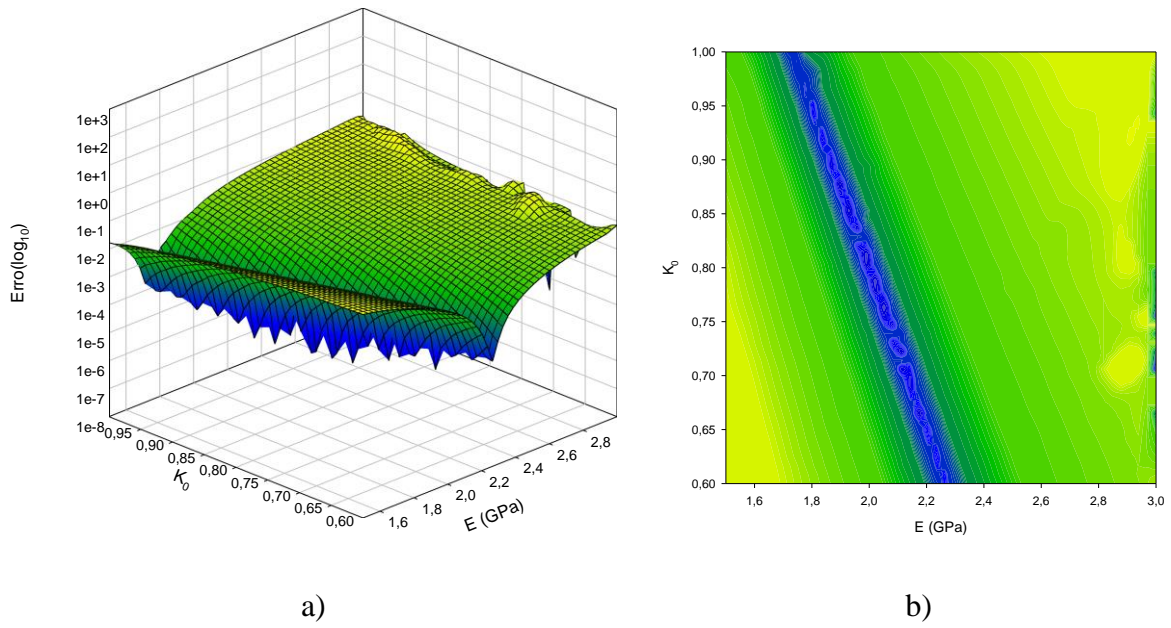 Erro(log10)
1e+3
1e+2
1e+1
1e+0
1e-1
1e-2
1e-3
1e-4
1e-5
1e-6
1e-7
1e-8
0,95
0,90
0,85
0,80
0,75
0,70
0,65
0,60
K0
1,6
1,8
2,0
2,2
2,4
2,6
2,8
E (GPa)
a)
K0
1,00
0,95
0,90
0,85
0,80
0,75
0,70
0,65
0,60
1,6 1,8 2,0 2,2 2,4 2,6 2,8 3,0
E (GPa)
b)